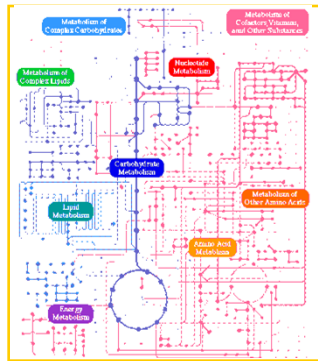 Metabolism of
Complex Carbohydrates
Metabolism of
Cofactors, Vitamins,
and Other Substances
Nucleotide
Metabolism
Metabolism of
Complex Lipids
Carbohydrate
Metabolism
Metabolism of
Other Amino Acids
Lipid
Metabolism
Amino Acid
Metabolism
Energy
Metabolism